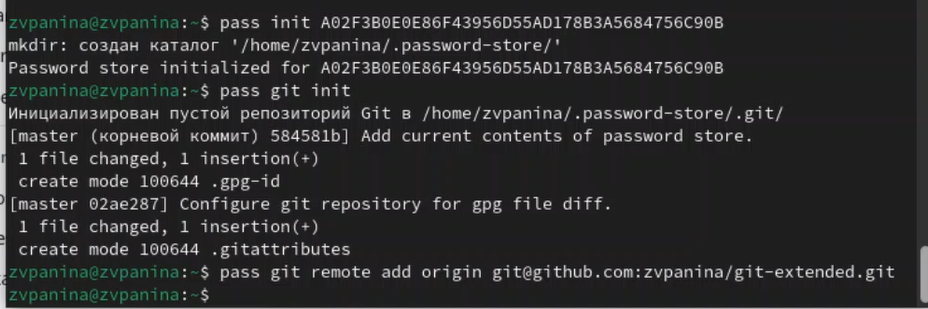 zvpanina@zvpanina:~$ pass init A02F3B0E0E86F43956D55AD178B3A5684756C90B
mkdir: создан каталог '/home/zvpanina/.password-store/'
Password store initialized for A02F3B0E0E86F43956D55AD178B3A5684756C90B
zvpanina@zvpanina:~$ pass git init
Инициализирован пустой репозиторий Git в /home/zvpanina/.password-store/.git/
[master (корневой коммит) 584581b] Add current contents of password store.
 1 file changed, 1 insertion(+)
 create mode 100644 .gpg-id
[master 02ae287] Configure git repository for gpg file diff.
 1 file changed, 1 insertion(+)
 create mode 100644 .gitattributes
zvpanina@zvpanina:~$ pass git remote add origin git@github.com:zvpanina/git-extended.git
zvpanina@zvpanina:~$